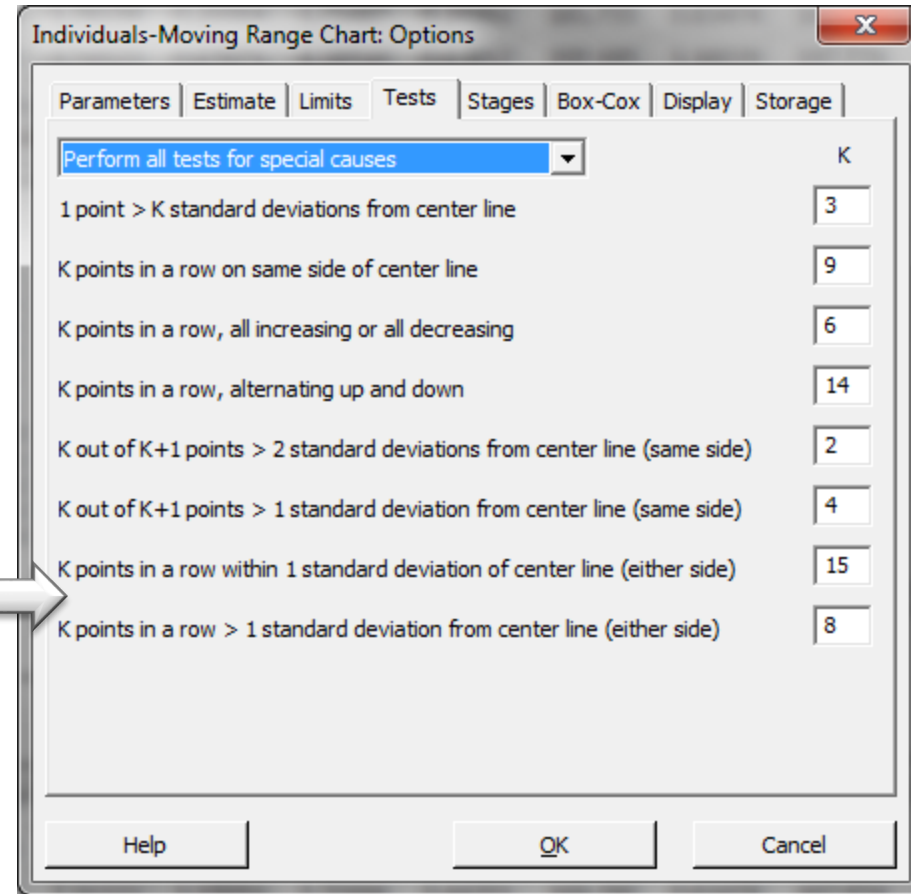 Individuals-Moving Range Chart: Options
Parameters Estimate Limits Tests Stages Box-Cox Display Storage
Perform all tests for special causes K
1 point > K standard deviations from center line 3
K points in a row on same side of center line 9
K points in a row, all increasing or all decreasing 6
K points in a row, alternating up and down 14
K out of K+1 points > 2 standard deviations from center line (same side) 2
K out of K+1 points > 1 standard deviation from center line (same side) 4
K points in a row within 1 standard deviation of center line (either side) 15
K points in a row > 1 standard deviation from center line (either side) 8
Help OK Cancel